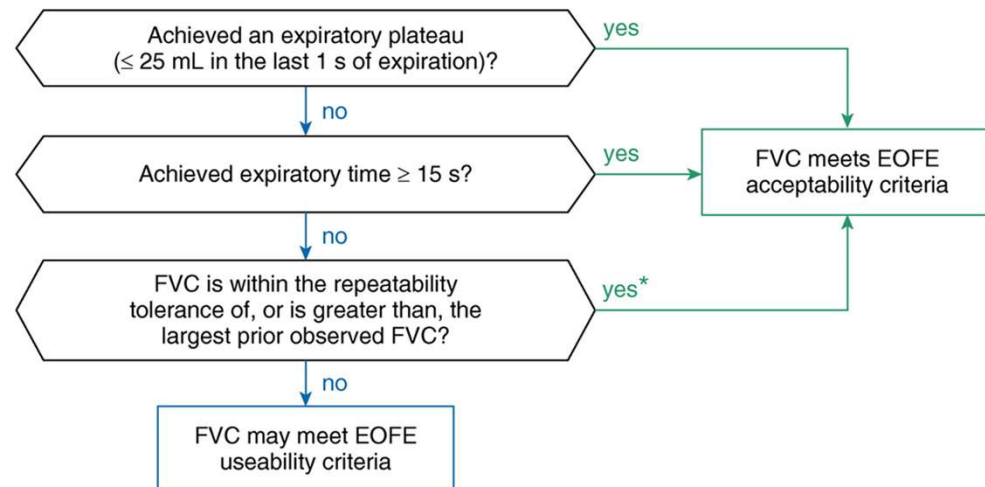 Achieved an expiratory plateau
(≤ 25 mL in the last 1 s of expiration)?
yes
no
Achieved expiratory time ≥ 15 s?
yes
FVC meets EOFE
acceptability criteria
no
FVC is within the repeatability
tolerance of, or is greater than, the
largest prior observed FVC?
yes*
no
FVC may meet EOFE
useability criteria